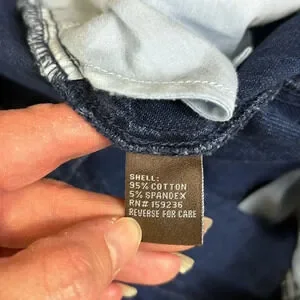 SHELL:
95% COTTON
5% SPANDEX
RN# 159236
REVERSE FOR CARE